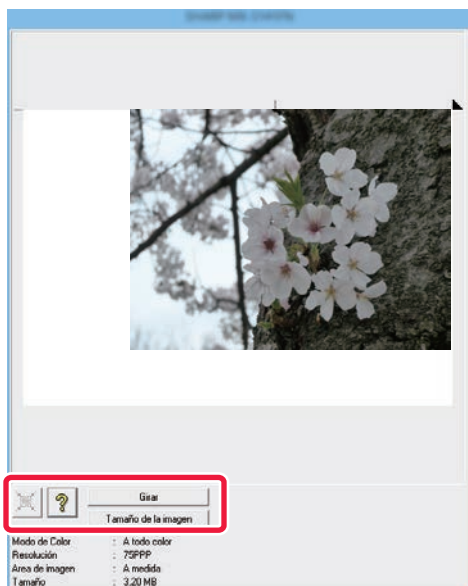 ?
Girar
Tamaño de la imagen
Modo de Color : A todo color
Resolución : 75PPP
Area de imagen : A medida
Tamaño : 3.20 MB